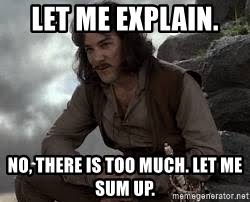 LET ME EXPLAIN.
NO, THERE IS TOO MUCH. LET ME
SUM UP.
memegenerator.net